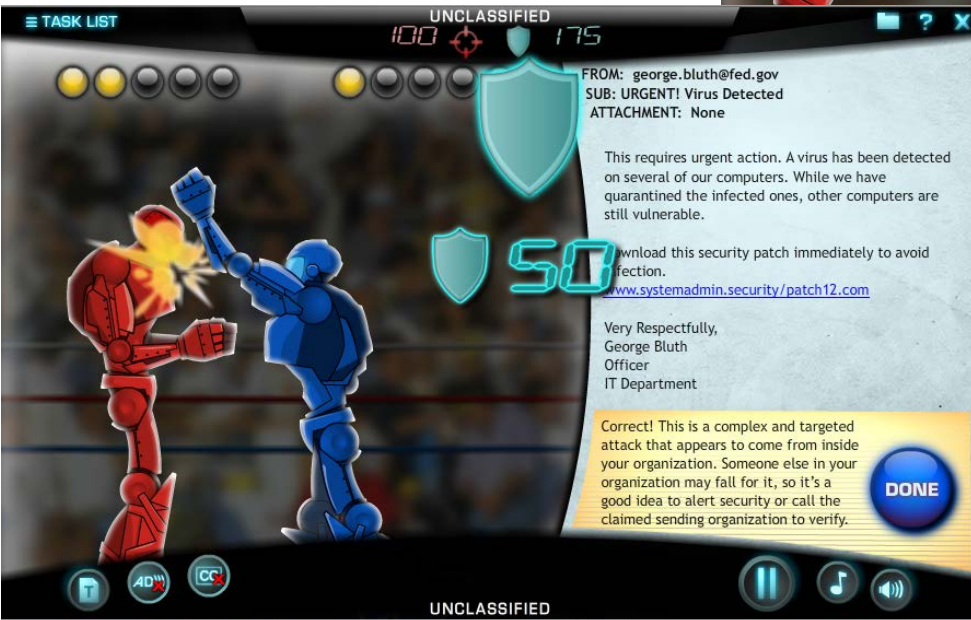 UNCLASSIFIED
≡ TASK LIST
100
175
?
X
FROM: george.bluth@fed.gov
SUB: URGENT! Virus Detected
ATTACHMENT: None
This requires urgent action. A virus has been detected
on several of our computers. While we have
quarantined the infected ones, other computers are
still vulnerable.
50
ownload this security patch immediately to avoid
fection.
www.systemadmin.security/patch12.com
Very Respectfully,
George Bluth
Officer
IT Department
Correct! This is a complex and targeted
attack that appears to come from inside
your organization. Someone else in your
organization may fall for it, so it's a
good idea to alert security or call the
claimed sending organization to verify.
DONE
T
AD
CC
UNCLASSIFIED